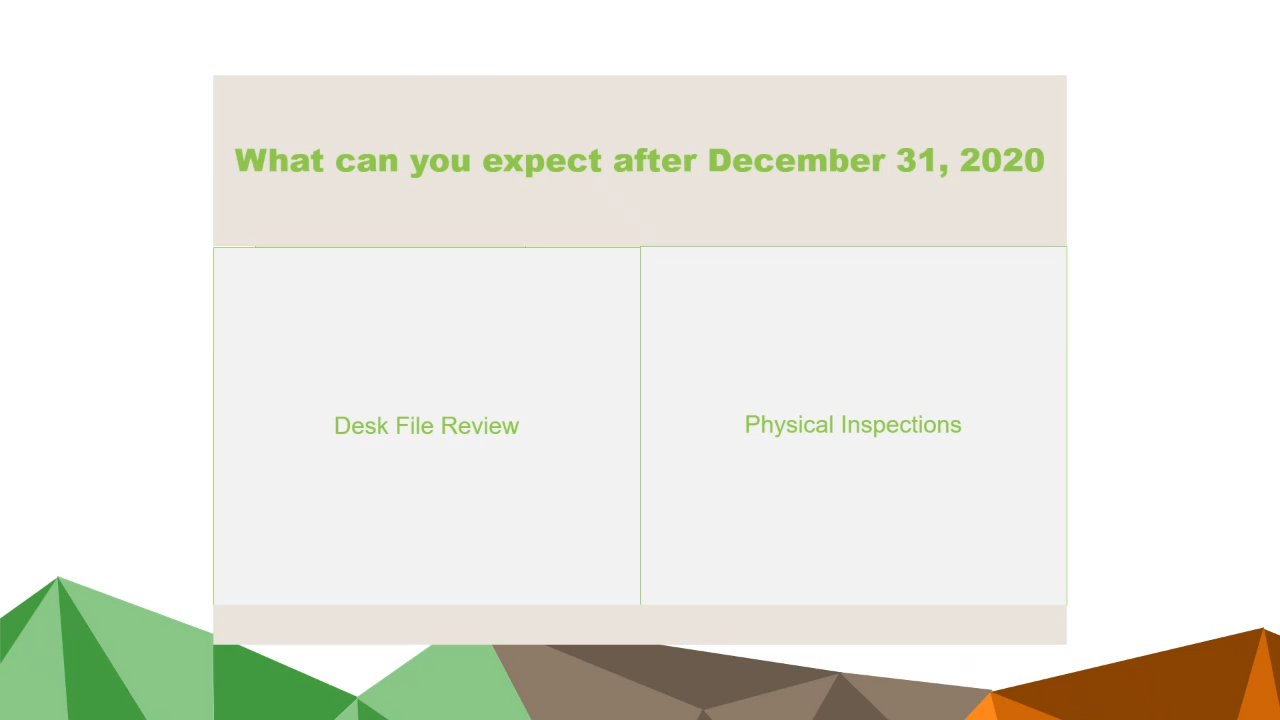 What can you expect after December 31, 2020
Desk File Review
Physical Inspections